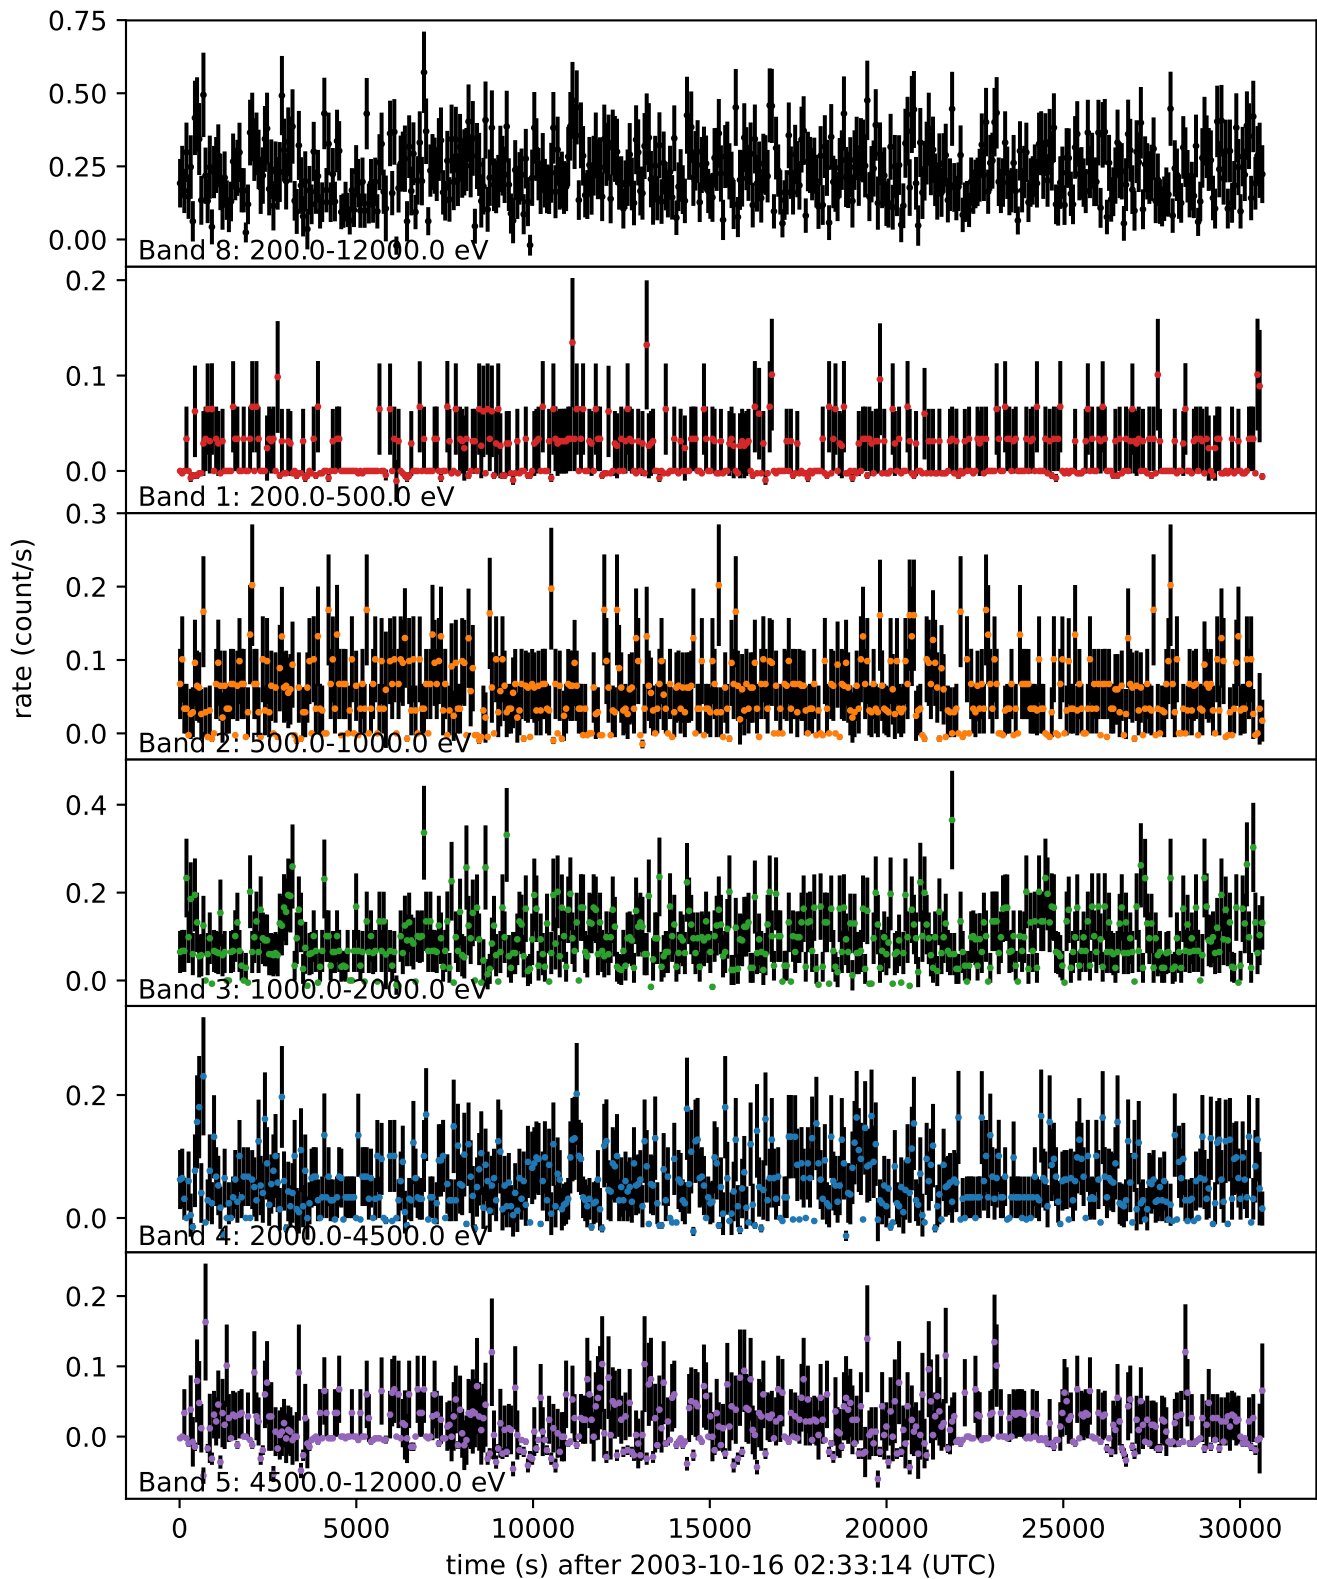 0.75
0.50
0.25
0.00
Band 8: 200.0-12000.0 eV
0.2
0.1
0.0
Band 1: 200.0-500.0 eV
0.3
0.2
0.1
0.0
Band 2: 500.0-1000.0 eV
rate (count/s)
0.4
0.2
0.0
Band 3: 1000.0-2000.0 eV
0.2
0.0
Band 4: 2000.0-4500.0 eV
0.2
0.1
0.0
Band 5: 4500.0-12000.0 eV
0 5000 10000 15000 20000 25000 30000
time (s) after 2003-10-16 02:33:14 (UTC)